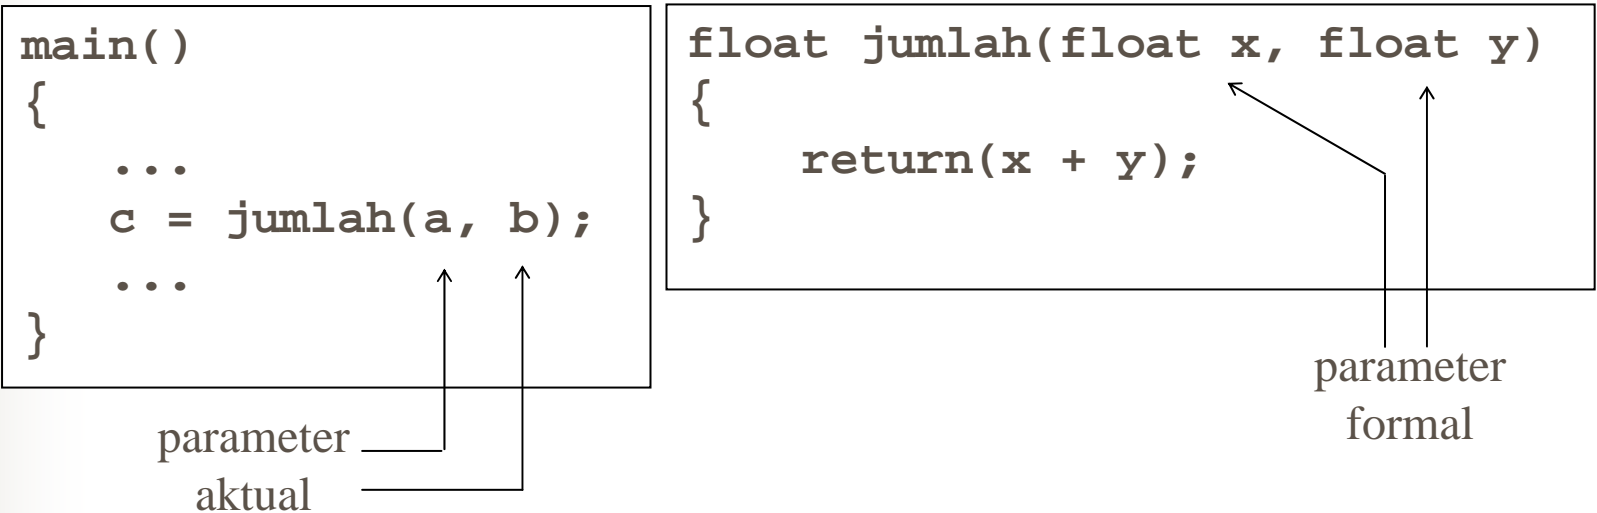 main()
{
...
c = jumlah(a, b);
...
}
parameter
aktual
float jumlah(float x, float y)
{
return(x + y);
}
parameter
formal